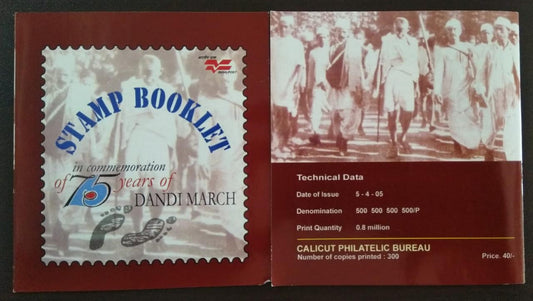 INDIA POST
STAMP BOOKLET
in commemoration
of 75 years of
DANDI MARCH
Technical Data
Date of Issue 5 - 4 - 05
Denomination 500 500 500 500/P
Print Quantity 0.8 million
CALICUT PHILATELIC BUREAU
Number of copies printed : 300 Price. 40/-